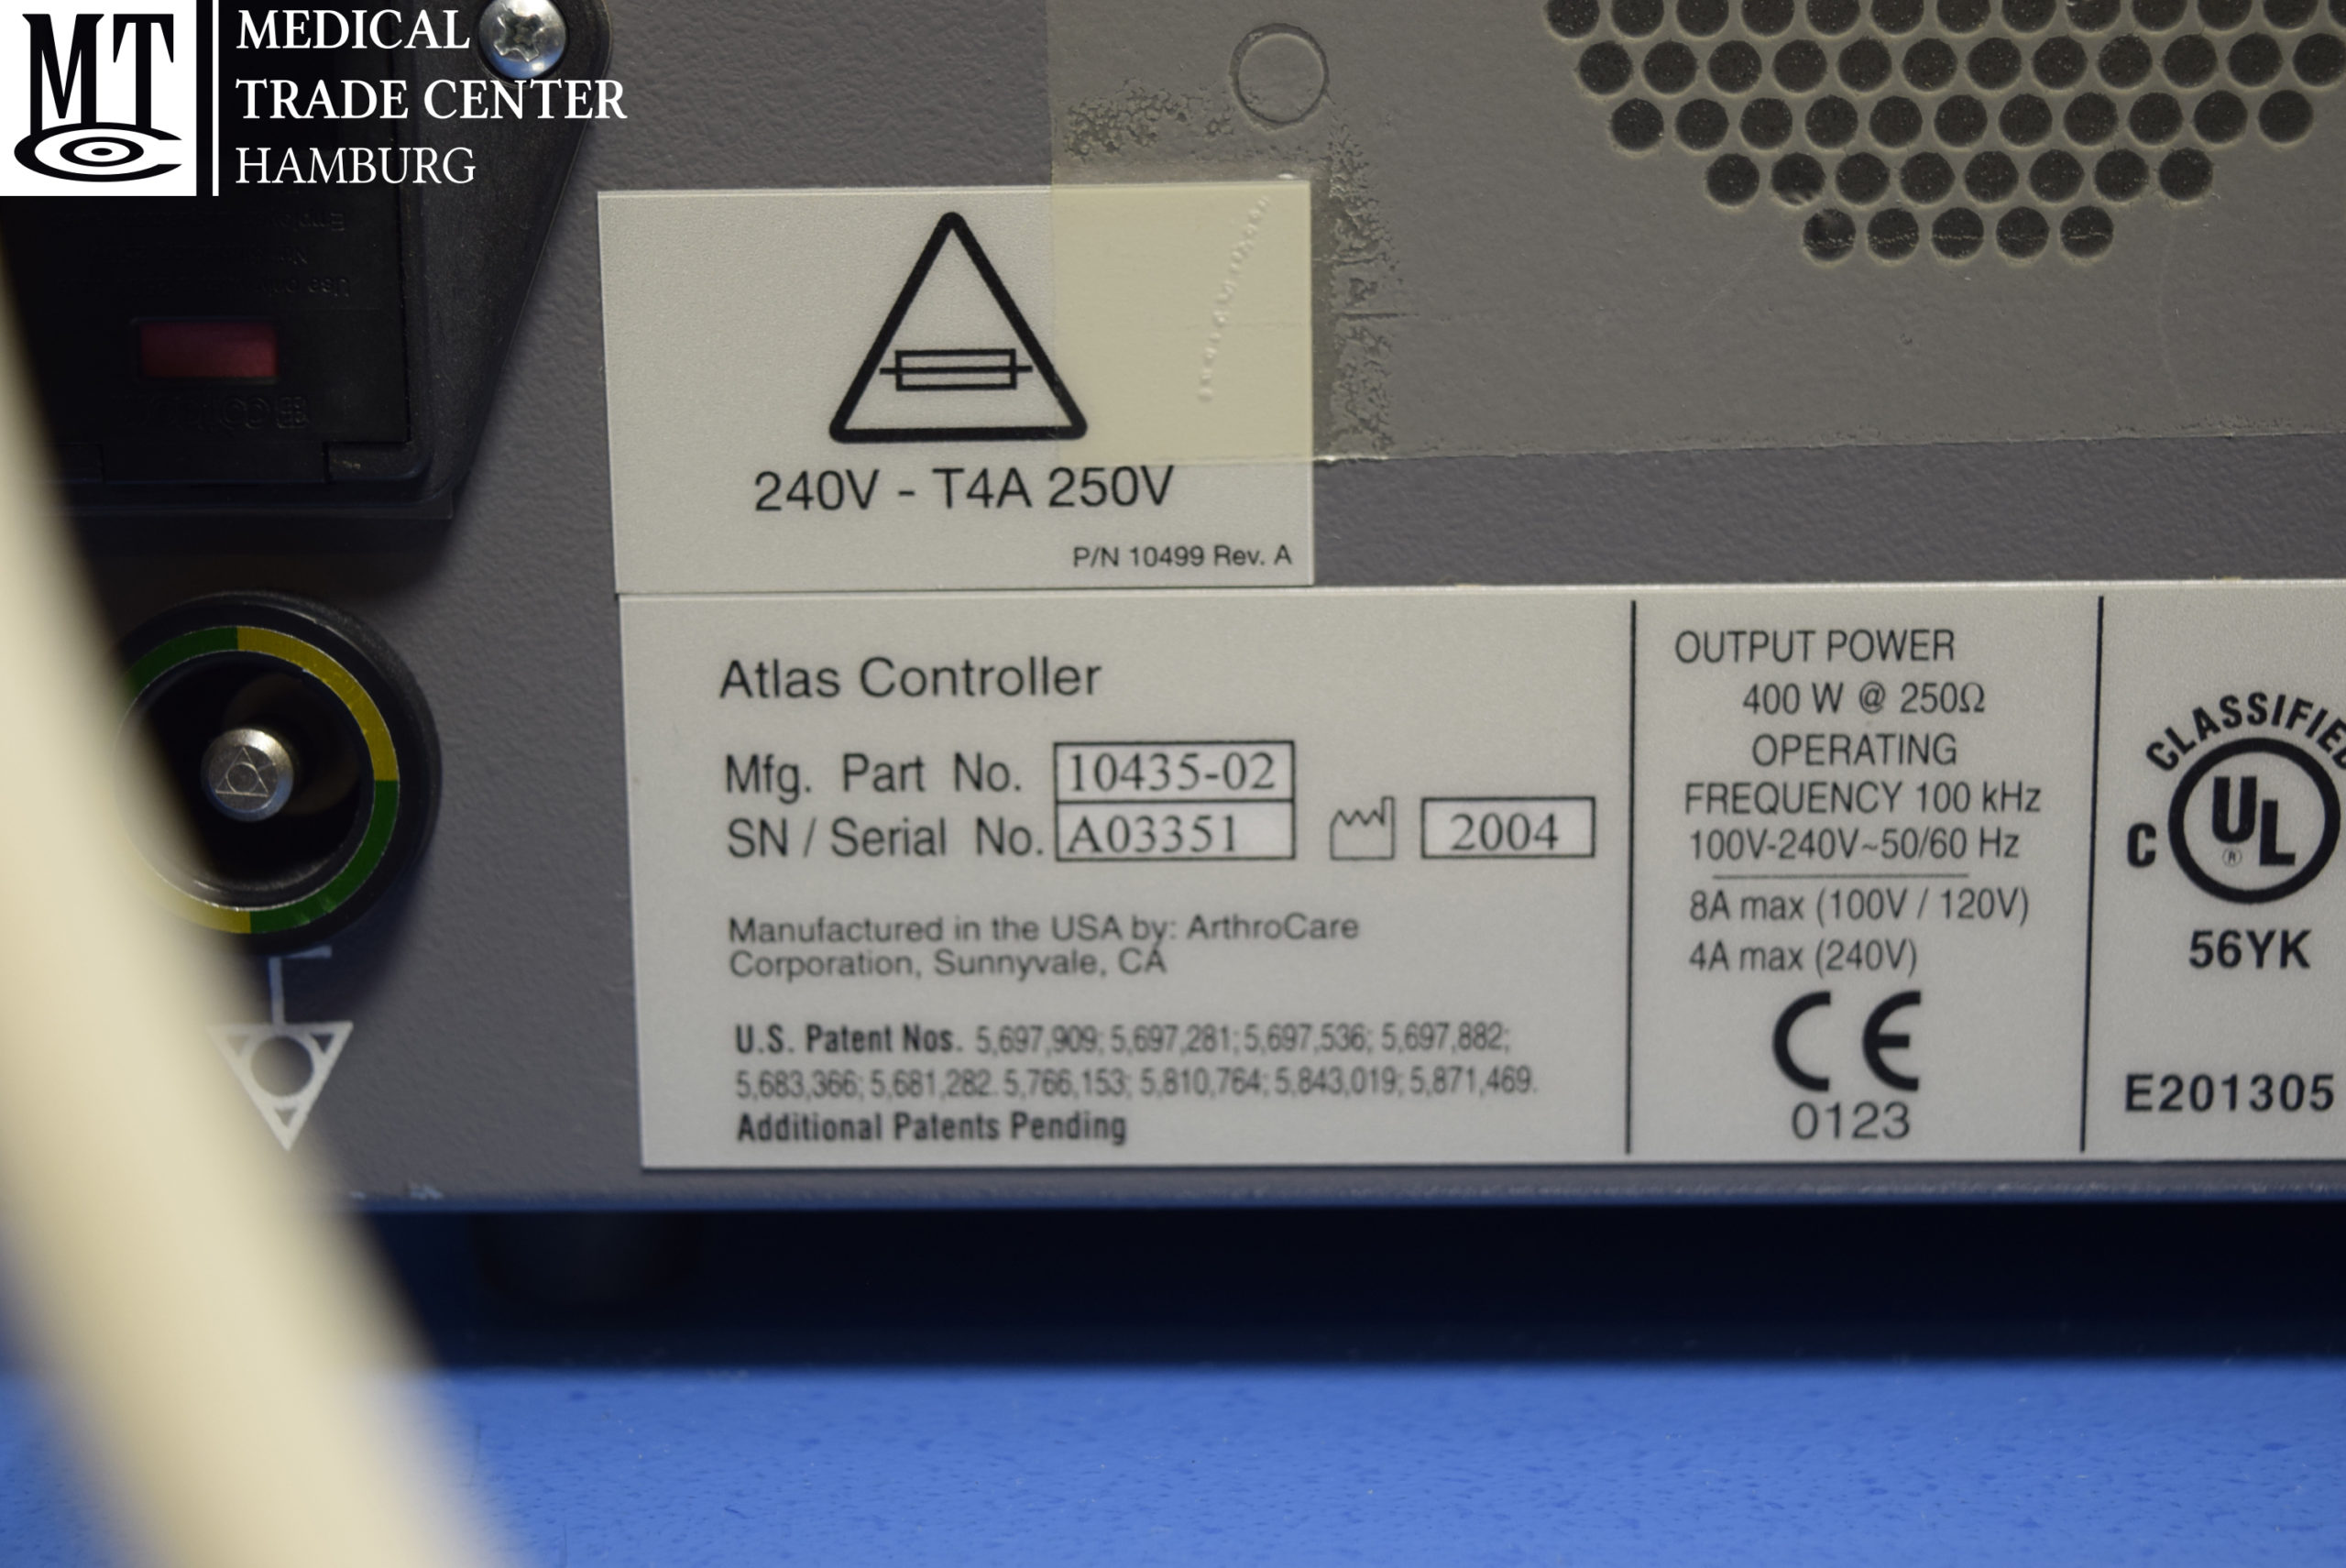 MTC
MEDICAL
TRADE CENTER
HAMBURG
240V - T4A 250V
P/N 10499 Rev. A
Atlas Controller
Mfg. Part No. 10435-02
SN / Serial No. A03351 2004
Manufactured in the USA by: ArthroCare
Corporation, Sunnyvale, CA
U.S. Patent Nos. 5,697,909; 5,697,281; 5,697,536; 5,697,882;
5,683,366; 5,681,282. 5,766,153; 5,810,764; 5,843,019; 5,871,469.
Additional Patents Pending
OUTPUT POWER
400 W @ 250Ω
OPERATING
FREQUENCY 100 kHz
100V-240V~50/60 Hz
8A max (100V / 120V)
4A max (240V)
CE
0123
CLASSIFIED
C UL ®
56YK
E201305